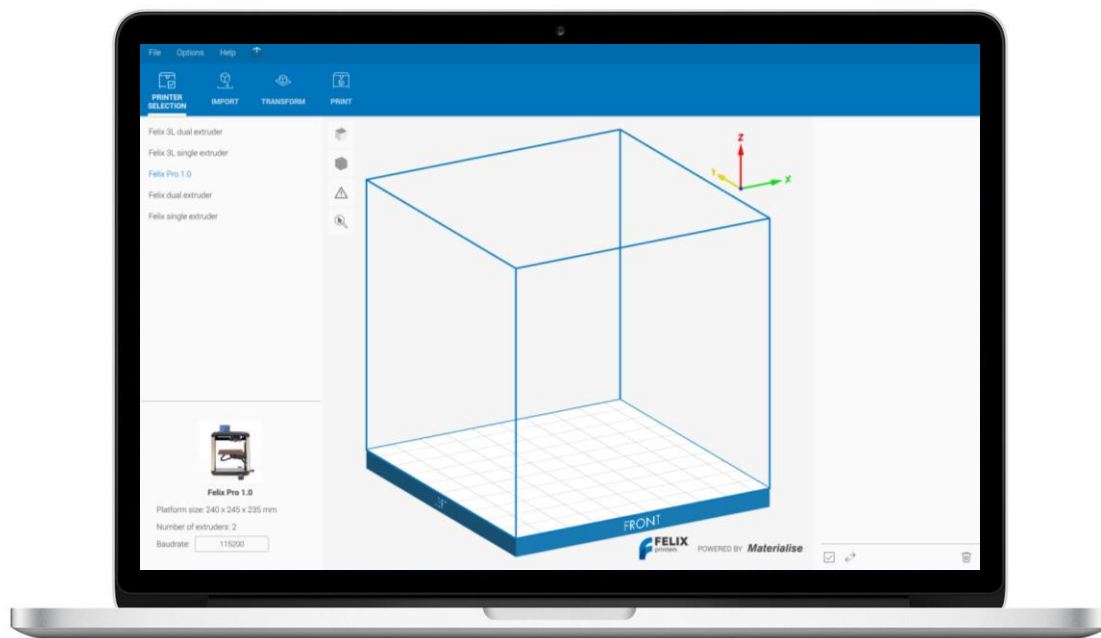 File Options Help
PRINTER
SELECTION
IMPORT
TRANSFORM
PRINT
Felix 3L dual extruder
Felix 3L single extruder
Felix Pro 1.0
Felix dual extruder
Felix single extruder
Z
Y
X
Felix Pro 1.0
Platform size: 240 x 245 x 235 mm
Number of extruders: 2
Baudrate: 115200
FRONT
FELIX
printers
POWERED BY Materialise